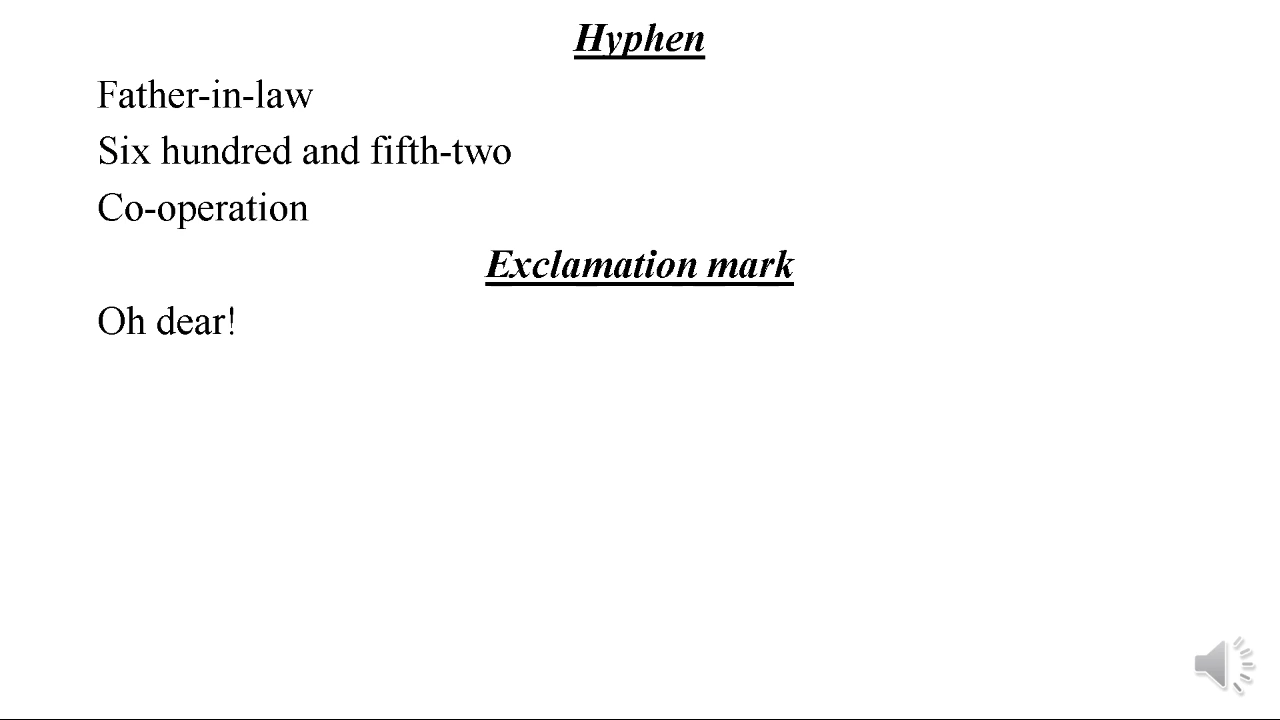 Hyphen
Father-in-law
Six hundred and fifth-two
Co-operation
Exclamation mark
Oh dear!